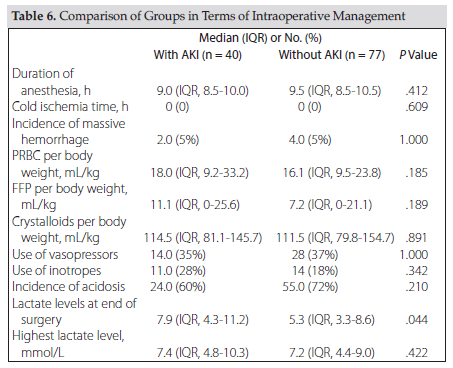 Table 6. Comparison of Groups in Terms of Intraoperative Management
Median (IQR) or No. (%)
With AKI (n = 40) Without AKI (n = 77) P Value
Duration of
anesthesia, h 9.0 (IQR, 8.5-10.0) 9.5 (IQR, 8.5-10.5) .412
Cold ischemia time, h 0 (0) 0 (0) .609
Incidence of massive
hemorrhage 2.0 (5%) 4.0 (5%) 1.000
PRBC per body
weight, mL/kg 18.0 (IQR, 9.2-33.2) 16.1 (IQR, 9.5-23.8) .185
FFP per body weight,
mL/kg 11.1 (IQR, 0-25.6) 7.2 (IQR, 0-21.1) .189
Crystalloids per body
weight, mL/kg 114.5 (IQR, 81.1-145.7) 111.5 (IQR, 79.8-154.7) .891
Use of vasopressors 14.0 (35%) 28 (37%) 1.000
Use of inotropes 11.0 (28%) 14 (18%) .342
Incidence of acidosis 24.0 (60%) 55.0 (72%) .210
Lactate levels at end of
surgery 7.9 (IQR, 4.3-11.2) 5.3 (IQR, 3.3-8.6) .044
Highest lactate level,
mmol/L 7.4 (IQR, 4.8-10.3) 7.2 (IQR, 4.4-9.0) .422